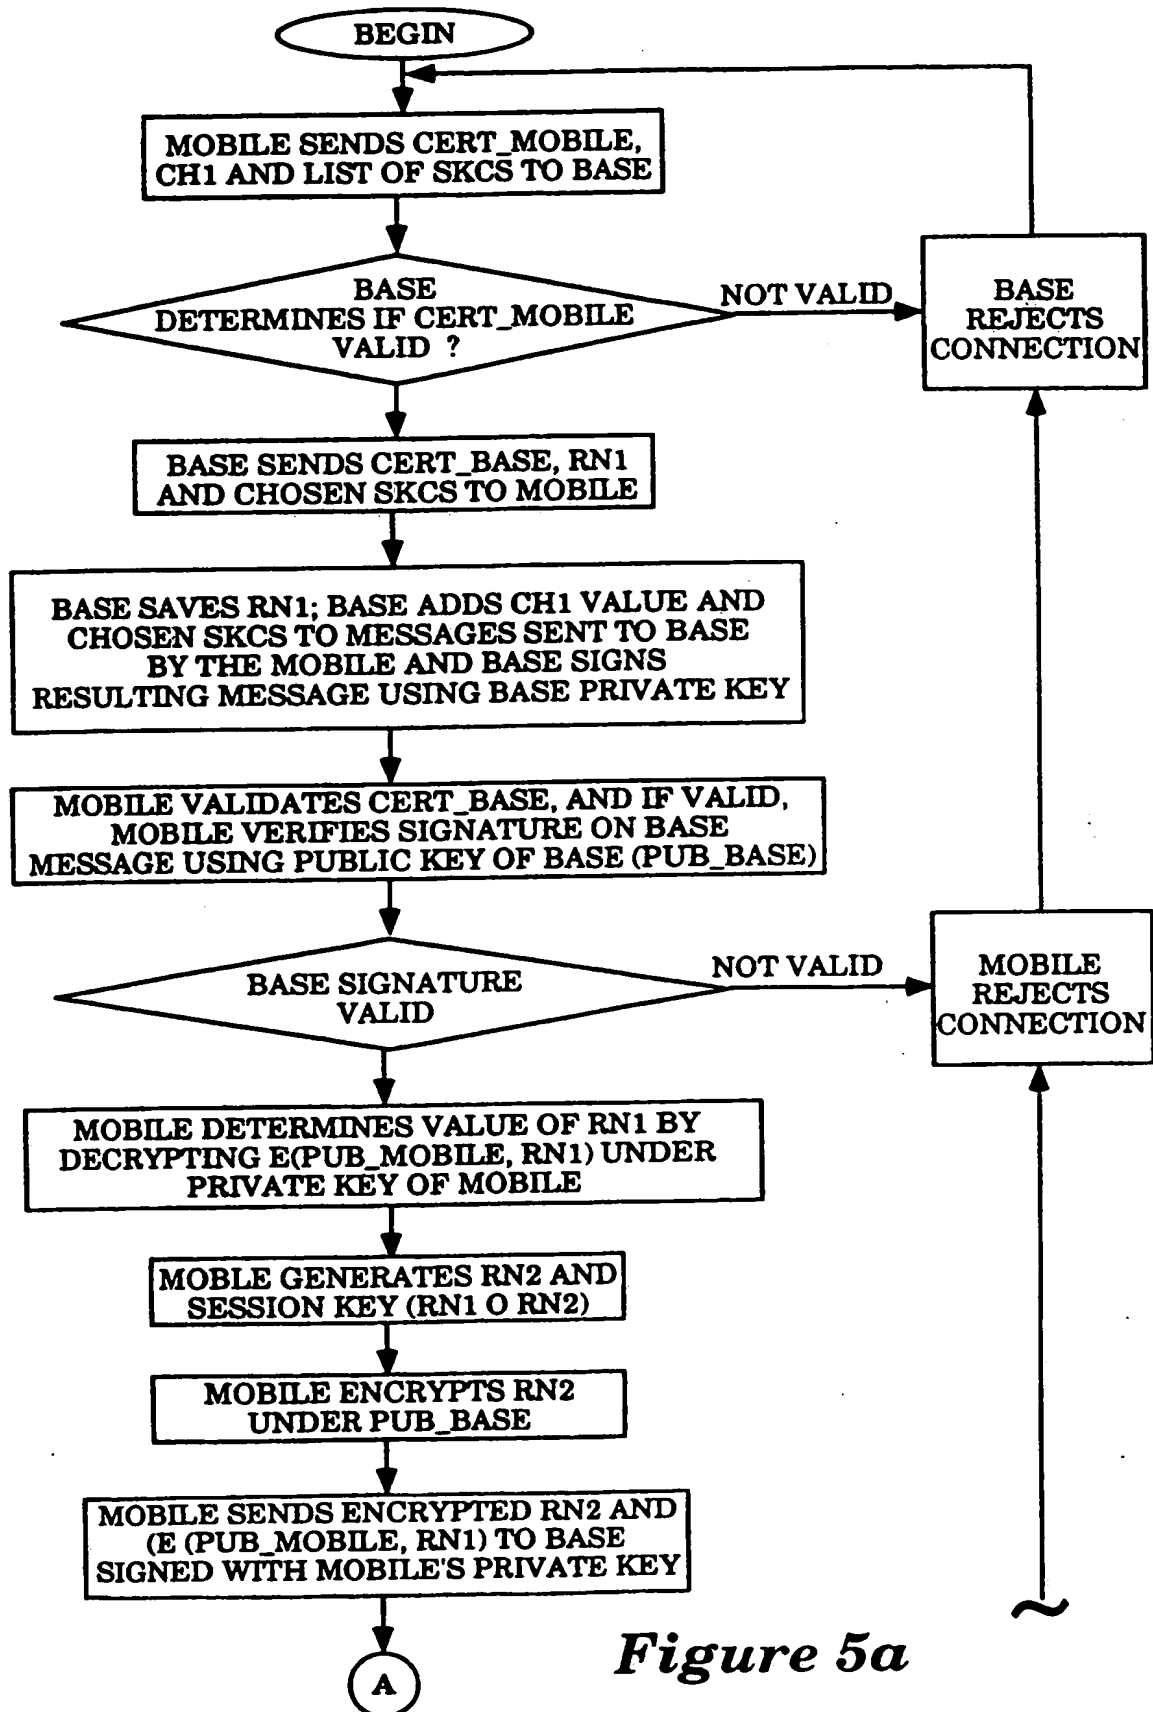 BEGIN
MOBILE SENDS CERT_MOBILE,
CH1 AND LIST OF SKCS TO BASE
BASE
DETERMINES IF CERT_MOBILE
VALID ?
NOT VALID
BASE
REJECTS
CONNECTION
BASE SENDS CERT_BASE, RN1
AND CHOSEN SKCS TO MOBILE
BASE SAVES RN1; BASE ADDS CH1 VALUE AND
CHOSEN SKCS TO MESSAGES SENT TO BASE
BY THE MOBILE AND BASE SIGNS
RESULTING MESSAGE USING BASE PRIVATE KEY
MOBILE VALIDATES CERT_BASE, AND IF VALID,
MOBILE VERIFIES SIGNATURE ON BASE
MESSAGE USING PUBLIC KEY OF BASE (PUB_BASE)
BASE SIGNATURE
VALID
NOT VALID
MOBILE
REJECTS
CONNECTION
MOBILE DETERMINES VALUE OF RN1 BY
DECRYPTING E(PUB_MOBILE, RN1) UNDER
PRIVATE KEY OF MOBILE
MOBLE GENERATES RN2 AND
SESSION KEY (RN1 O RN2)
MOBILE ENCRYPTS RN2
UNDER PUB_BASE
MOBILE SENDS ENCRYPTED RN2 AND
(E (PUB_MOBILE, RN1) TO BASE
SIGNED WITH MOBILE'S PRIVATE KEY
A
Figure 5a